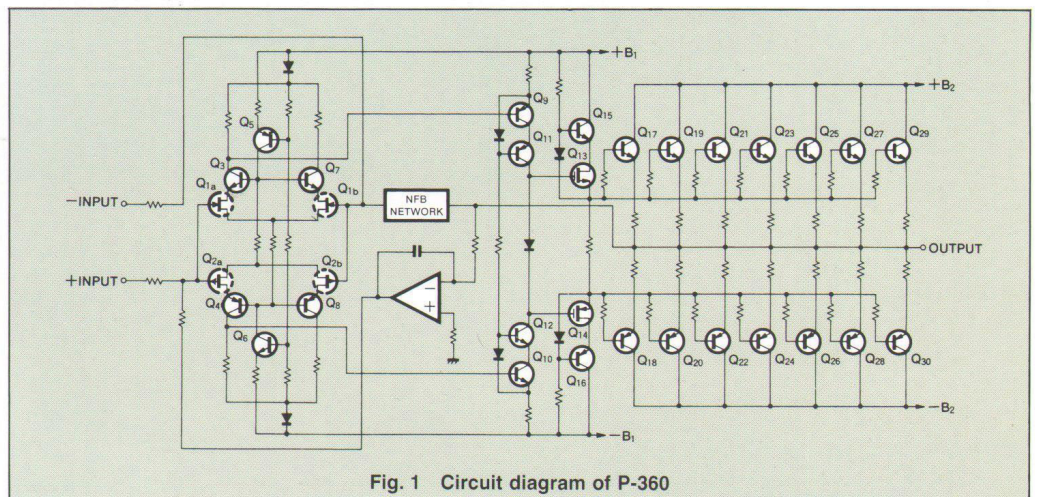 +B₁
+B₂
Q₅
Q₉
Q₁₅
Q₁₁
Q₁₃
Q₁₇
Q₁₉
Q₂₁
Q₂₃
Q₂₅
Q₂₇
Q₂₉
Q₃
Q₇
Q₁ₐ
Q₁b
−INPUT
NFB
NETWORK
OUTPUT
+INPUT
Q₂ₐ
Q₂b
−
+
Q₄
Q₈
Q₆
Q₁₂
Q₁₄
Q₁₀
Q₁₆
Q₁₈
Q₂₀
Q₂₂
Q₂₄
Q₂₆
Q₂₈
Q₃₀
−B₂
−B₁
Fig. 1 Circuit diagram of P-360